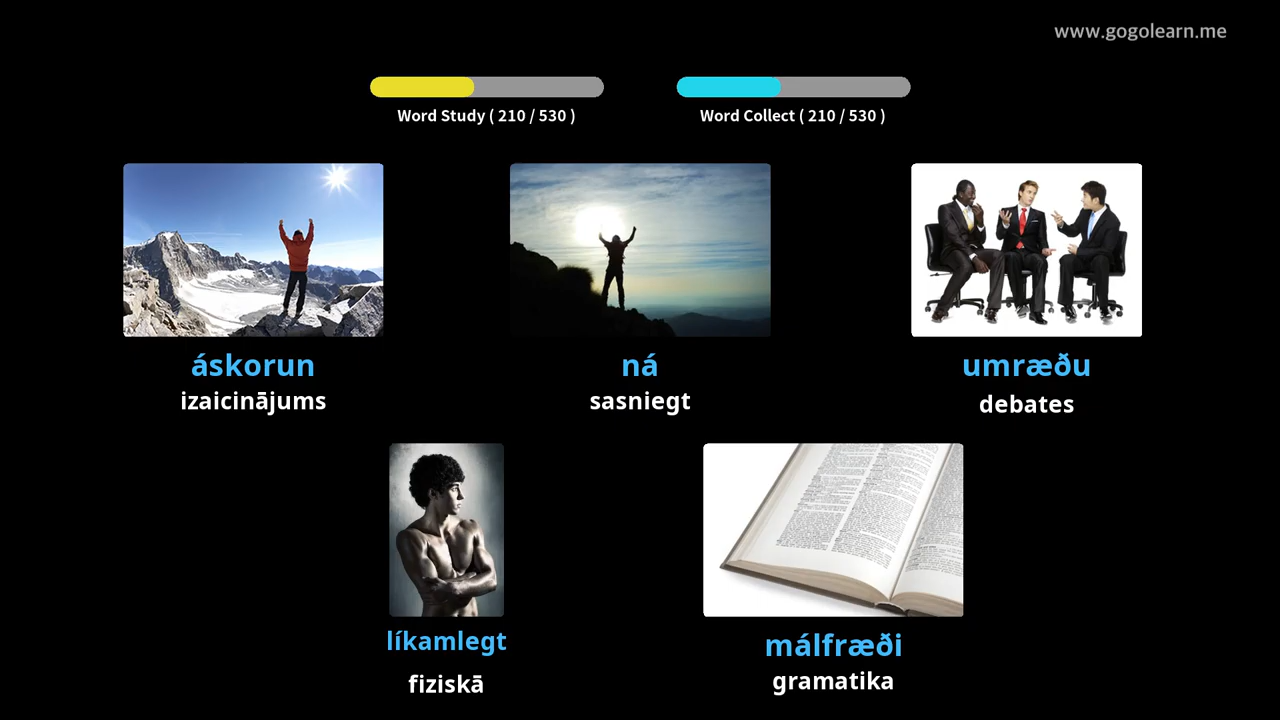 www.gogolearn.me
Word Study ( 210 / 530 )
Word Collect ( 210 / 530 )
áskorun
izaicinājums
ná
sasniegt
umræðu
debates
líkamlegt
fiziskā
málfræði
gramatika